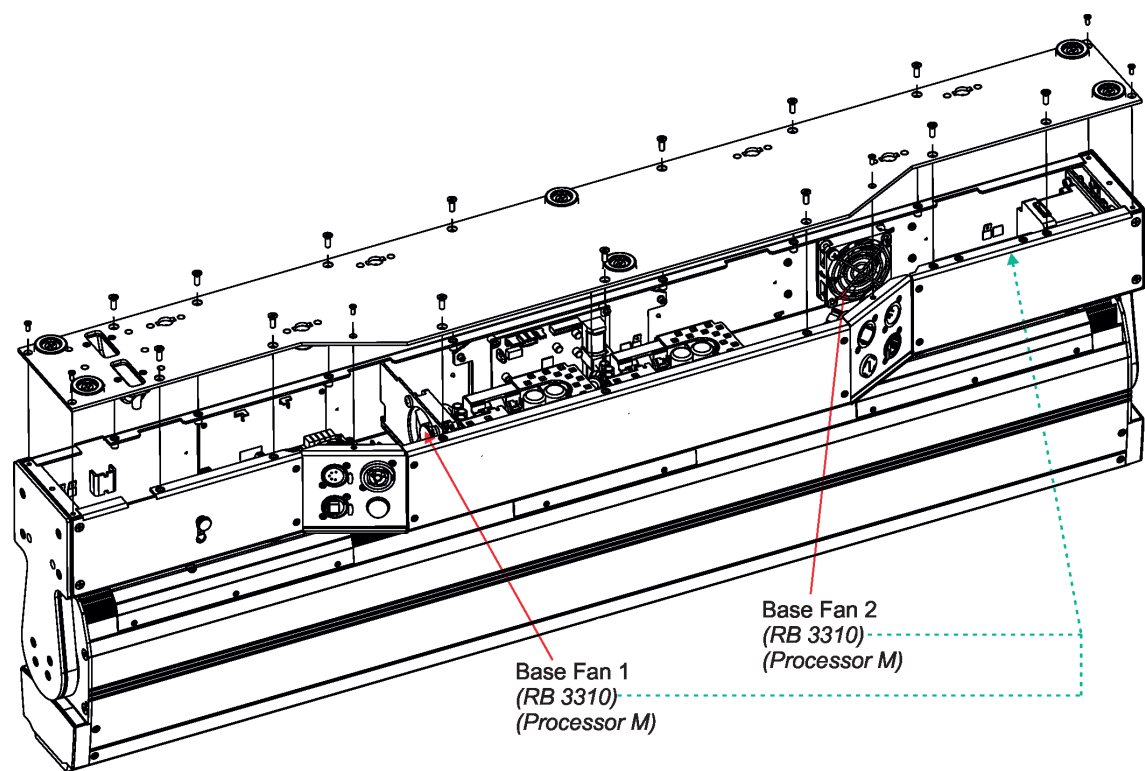 Base Fan 2
(RB 3310)
(Processor M)
Base Fan 1
(RB 3310)
(Processor M)